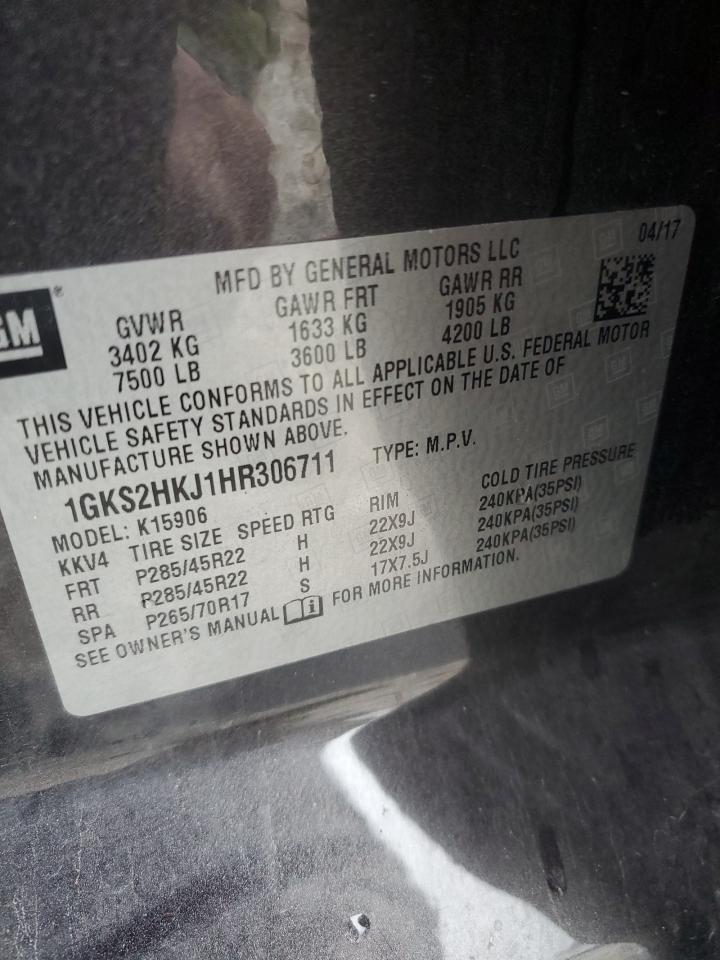 04/17
GM®
MFD BY GENERAL MOTORS LLC
GVWR GAWR FRT GAWR RR
3402 KG 1633 KG 1905 KG
7500 LB 3600 LB 4200 LB
THIS VEHICLE CONFORMS TO ALL APPLICABLE U.S. FEDERAL MOTOR
VEHICLE SAFETY STANDARDS IN EFFECT ON THE DATE OF
MANUFACTURE SHOWN ABOVE.
1GKS2HKJ1HR306711 TYPE: M.P.V.
MODEL: K15906
KKV4 TIRE SIZE SPEED RTG RIM COLD TIRE PRESSURE
FRT P285/45R22 H 22X9J 240KPA(35PSI)
RR P285/45R22 H 22X9J 240KPA(35PSI)
SPA P265/70R17 S 17X7.5J 240KPA(35PSI)
SEE OWNER'S MANUAL i FOR MORE INFORMATION.